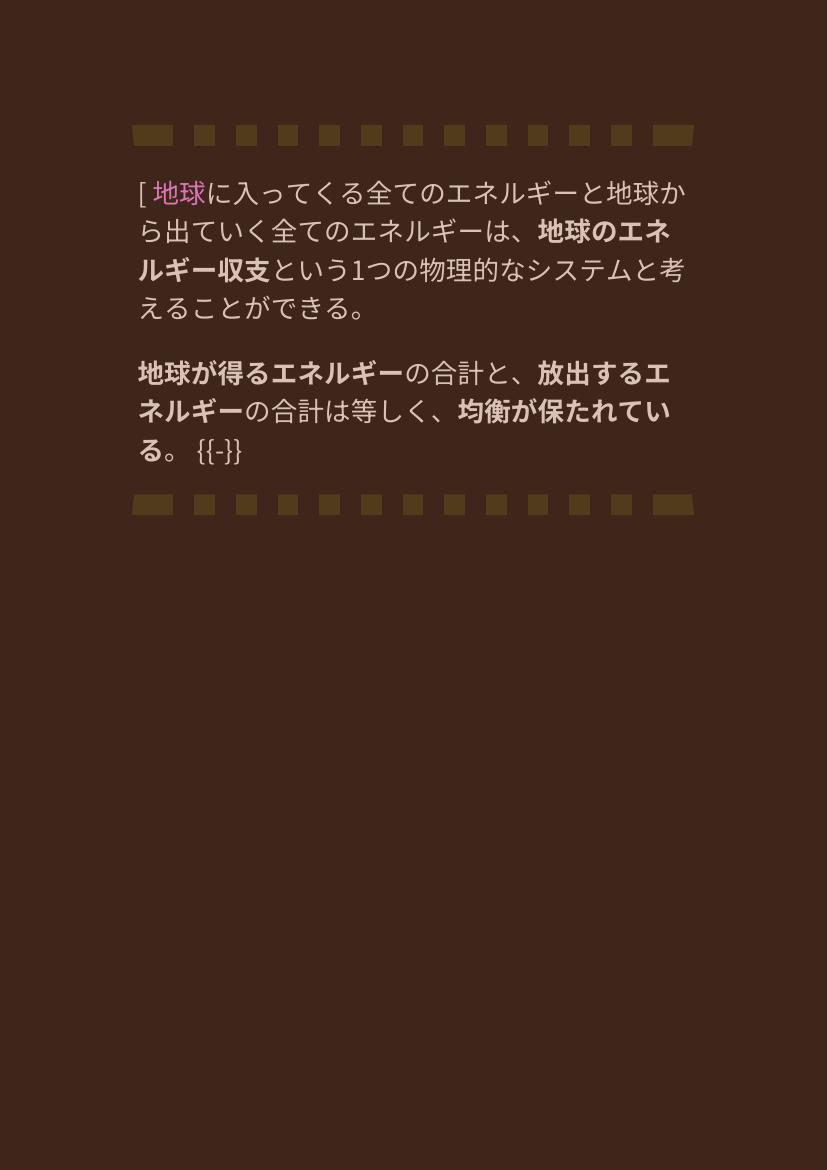 [ 地球に入ってくる全てのエネルギーと地球か
ら出ていく全てのエネルギーは、地球のエネ
ルギー収支という1つの物理的なシステムと考
えることができる。
地球が得るエネルギーの合計と、放出するエ
ネルギーの合計は等しく、均衡が保たれてい
る。 {{-}}